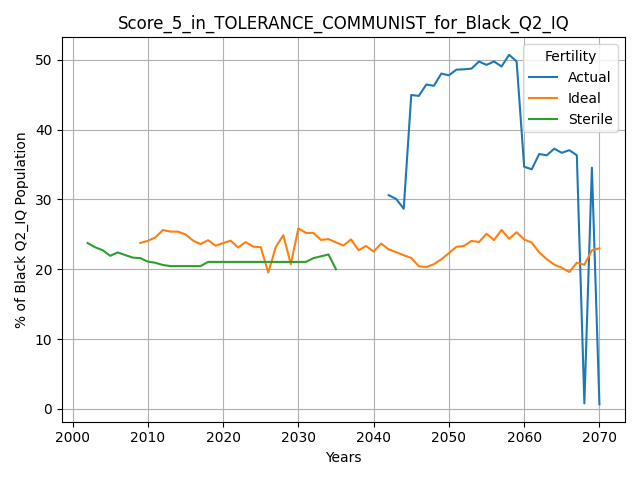 Score_5_in_TOLERANCE_COMMUNIST_for_Black_Q2_IQ
Fertility
Actual
Ideal
Sterile
% of Black Q2_IQ Population
50
40
30
20
10
0
2000 2010 2020 2030 2040 2050 2060 2070
Years